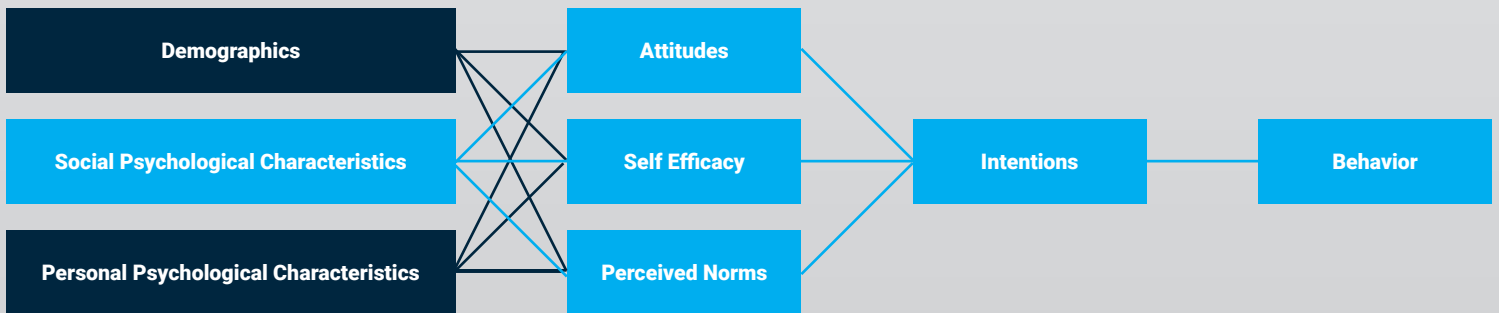 Demographics
Attitudes
Social Psychological Characteristics
Self Efficacy
Intentions
Behavior
Personal Psychological Characteristics
Perceived Norms